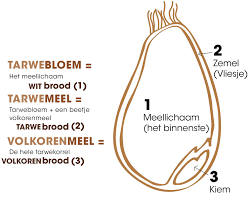 TARWEBLOEM =
Het meellichaam
WIT brood (1)
TARWEMEEL =
Tarwebloem + een beetje
volkorenmeel
TARWE brood (2)
VOLKORENMEEL =
De hele tarwekorrel
VOLKOREN brood (3)
1
Meellichaam
(het binnenste)
2
Zemel
(Vliesje)
3
Kiem